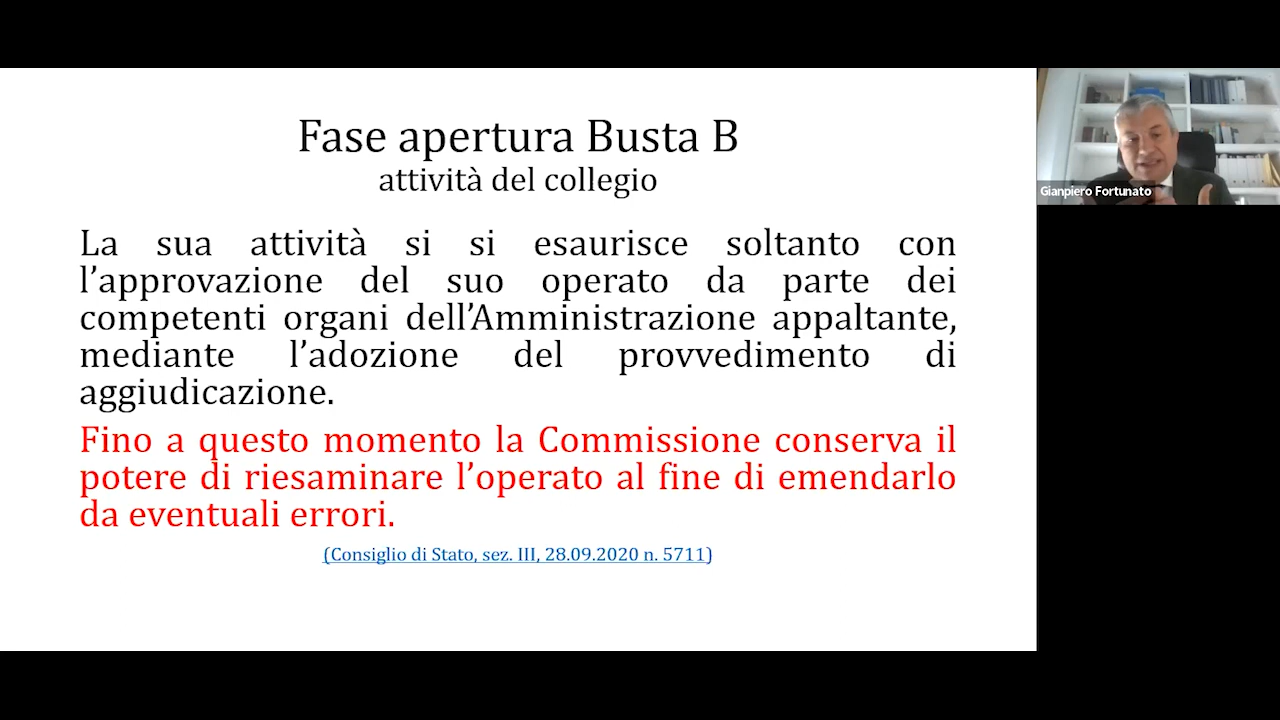 Fase apertura Busta B
attività del collegio
La sua attività si si esaurisce soltanto con
l'approvazione del suo operato da parte dei
competenti organi dell'Amministrazione appaltante,
mediante l'adozione del provvedimento di
aggiudicazione.
Fino a questo momento la Commissione conserva il
potere di riesaminare l'operato al fine di emendarlo
da eventuali errori.
(Consiglio di Stato, sez. III, 28.09.2020 n. 5711)
Gianpiero Fortunato